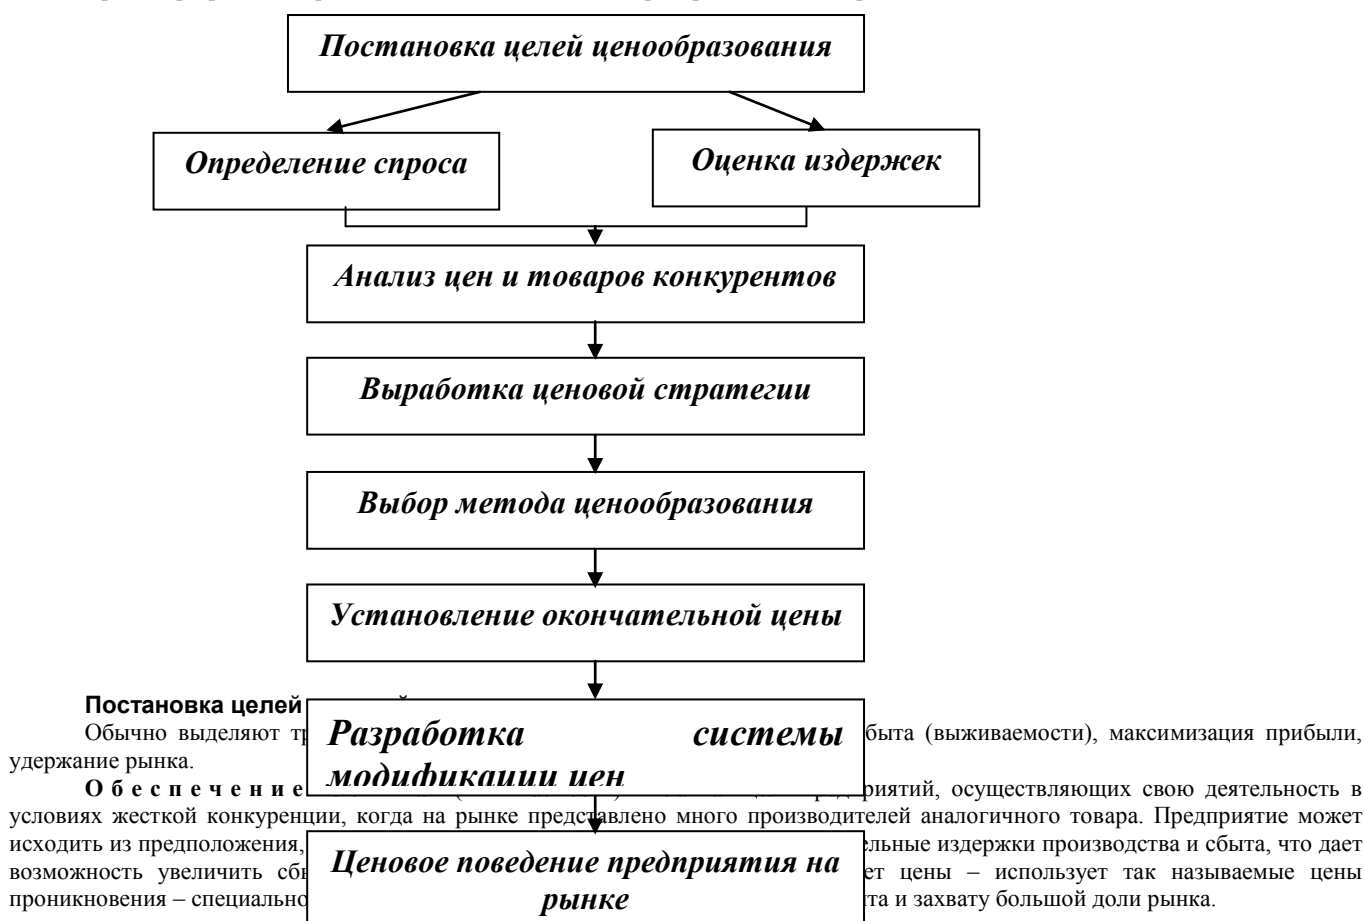 Постановка целей ценообразования
Определение спроса
Оценка издержек
Анализ цен и товаров конкурентов
Выработка ценовой стратегии
Выбор метода ценообразования
Установление окончательной цены
Разработка системы
модификации цен
Ценовое поведение предприятия на
рынке
Постановка целей
Обычно выделяют быта (выживаемости), максимизация прибыли,
удержание рынка.
Обеспечение приятий, осуществляющих свою деятельность в
условиях жесткой конкуренции, когда на рынке представлено много производителей аналогичного товара. Предприятие может
исходить из предположения, ельные издержки производства и сбыта, что дает
возможность увеличить ет цены – использует так называемые цены
проникновения – специально та и захвату большой доли рынка.